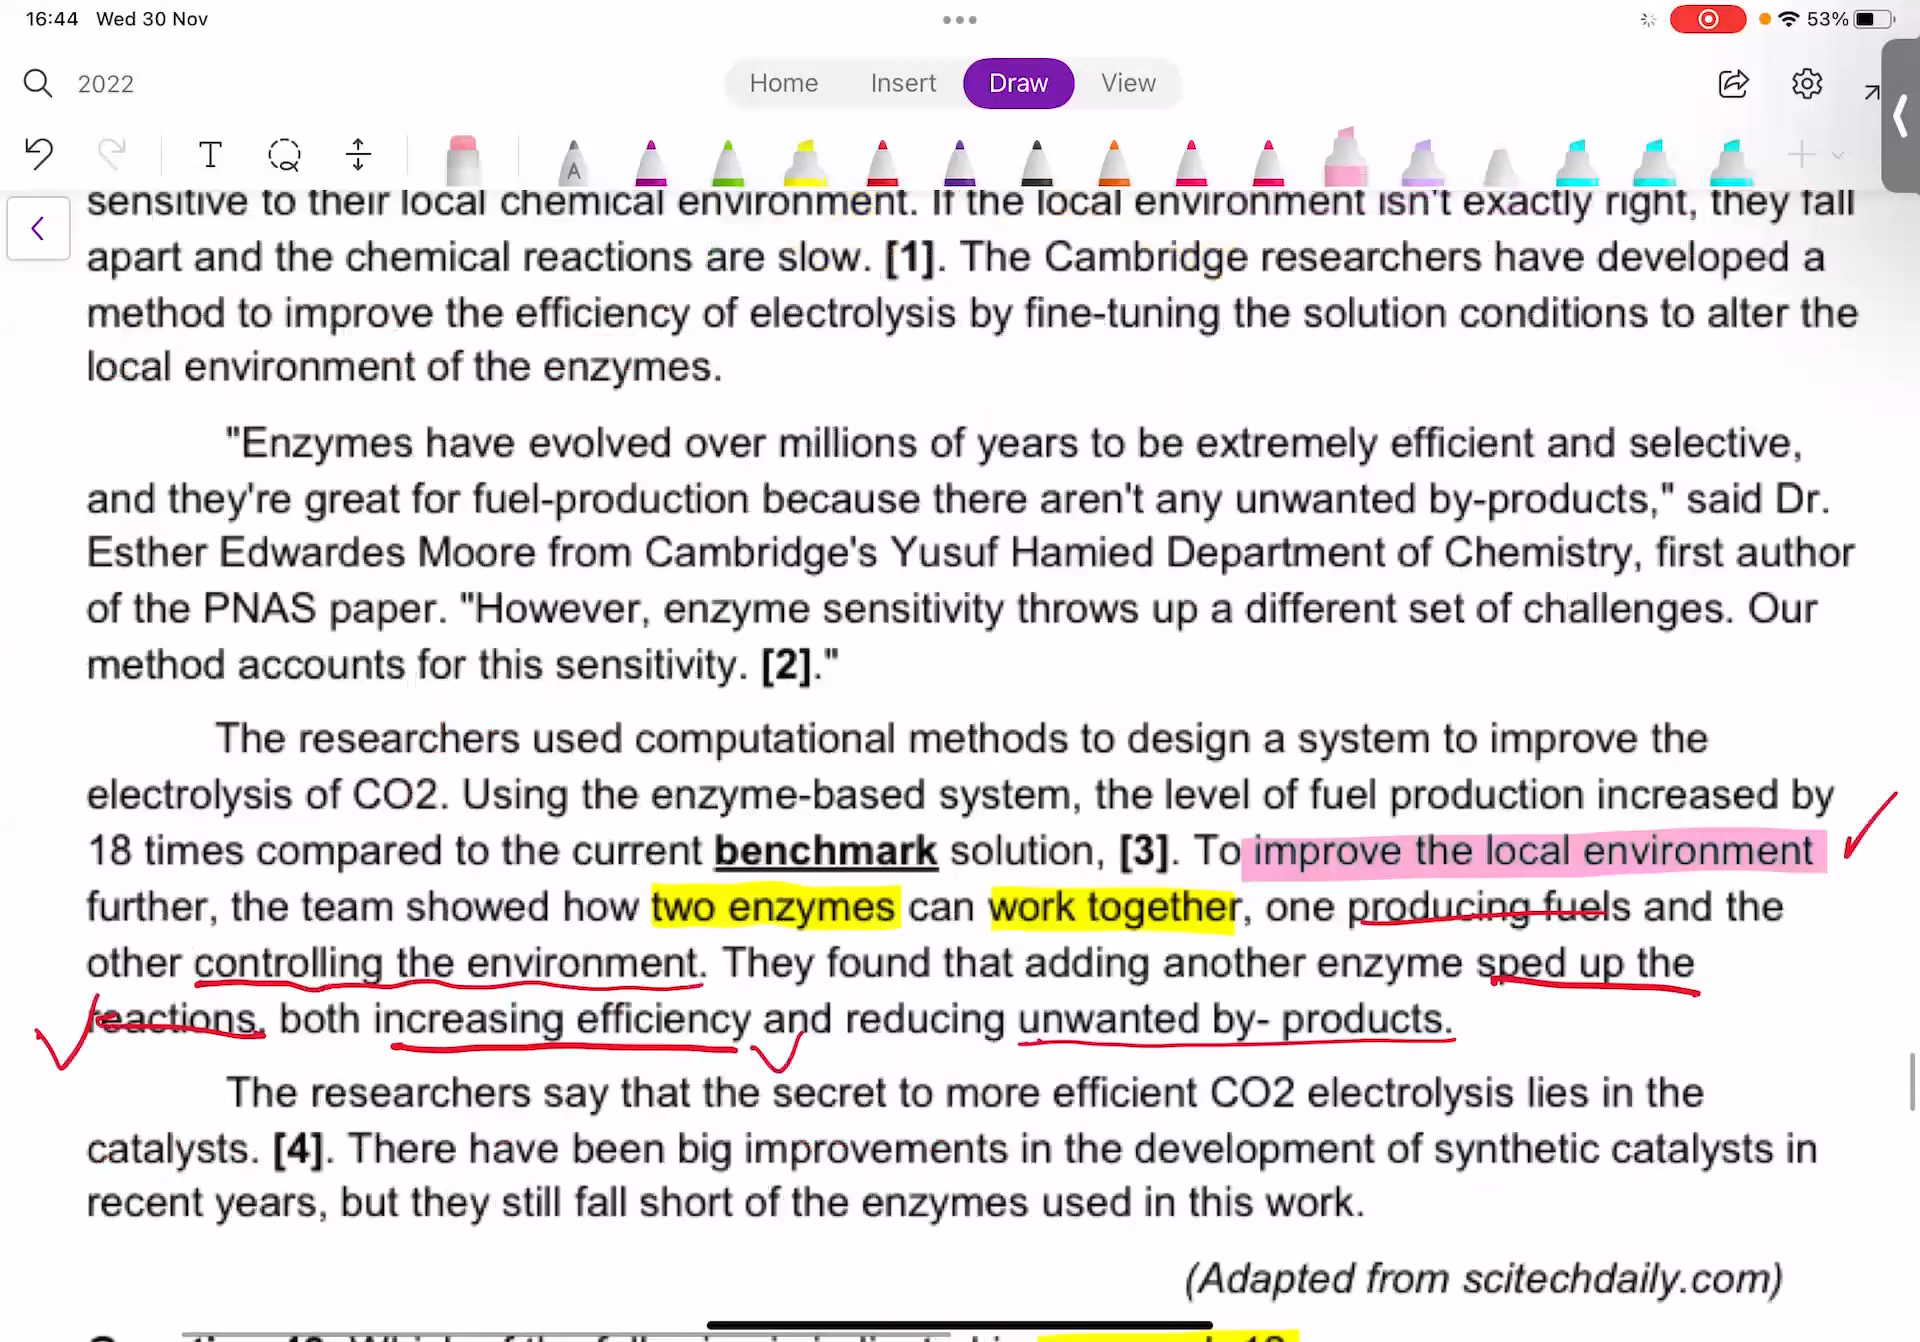 16:44 Wed 30 Nov
53%
2022
Home Insert Draw View
T
A
sensitive to their local chemical environment. If the local environment isn't exactly right, they fall
apart and the chemical reactions are slow. [1]. The Cambridge researchers have developed a
method to improve the efficiency of electrolysis by fine-tuning the solution conditions to alter the
local environment of the enzymes.
"Enzymes have evolved over millions of years to be extremely efficient and selective,
and they're great for fuel-production because there aren't any unwanted by-products," said Dr.
Esther Edwardes Moore from Cambridge's Yusuf Hamied Department of Chemistry, first author
of the PNAS paper. "However, enzyme sensitivity throws up a different set of challenges. Our
method accounts for this sensitivity. [2]."
The researchers used computational methods to design a system to improve the
electrolysis of CO2. Using the enzyme-based system, the level of fuel production increased by
18 times compared to the current benchmark solution, [3]. To improve the local environment
further, the team showed how two enzymes can work together, one producing fuels and the
other controlling the environment. They found that adding another enzyme sped up the
reactions, both increasing efficiency and reducing unwanted by- products.
The researchers say that the secret to more efficient CO2 electrolysis lies in the
catalysts. [4]. There have been big improvements in the development of synthetic catalysts in
recent years, but they still fall short of the enzymes used in this work.
(Adapted from scitechdaily.com)